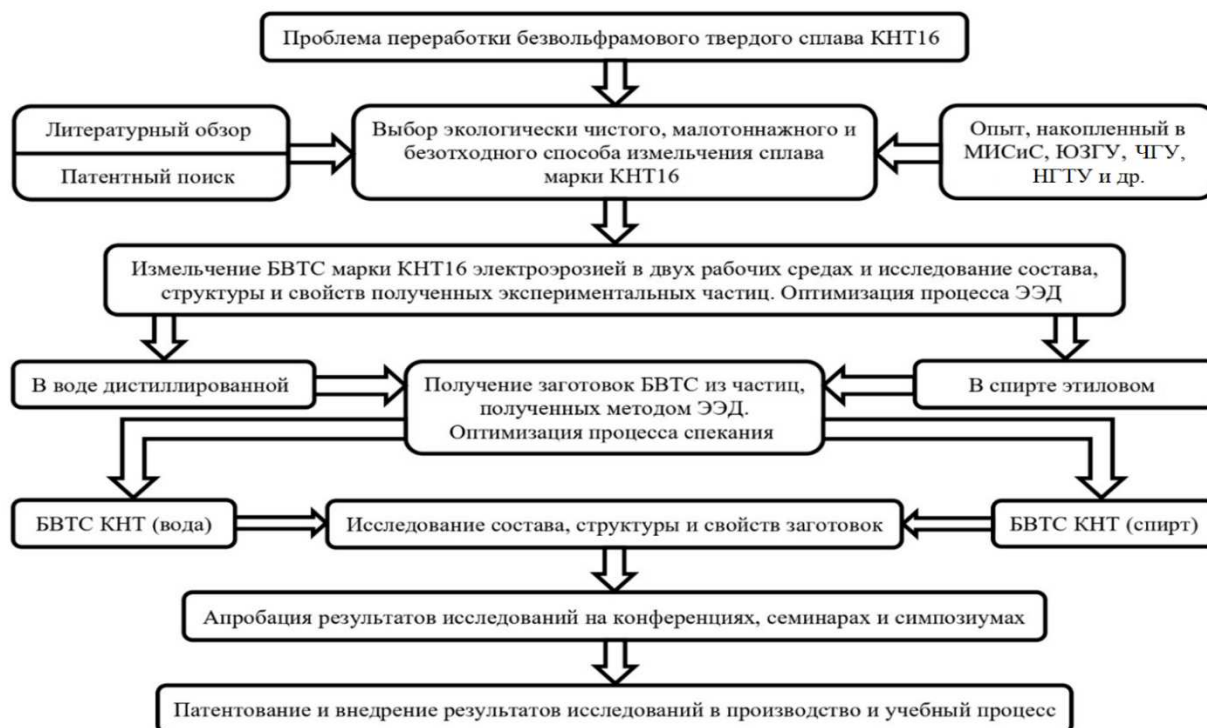 Проблема переработки безвольфрамового твердого сплава КНТ16
Литературный обзор
Патентный поиск
Выбор экологически чистого, малотоннажного и
безотходного способа измельчения сплава
марки КНТ16
Опыт, накопленный в
МИСиС, ЮЗГУ, ЧГУ,
НГТУ и др.
Измельчение БВТС марки КНТ16 электроэрозией в двух рабочих средах и исследование состава,
структуры и свойств полученных экспериментальных частиц. Оптимизация процесса ЭЭД
В воде дистиллированной
Получение заготовок БВТС из частиц,
полученных методом ЭЭД.
Оптимизация процесса спекания
В спирте этиловом
БВТС КНТ (вода)
Исследование состава, структуры и свойств заготовок
БВТС КНТ (спирт)
Апробация результатов исследований на конференциях, семинарах и симпозиумах
Патентование и внедрение результатов исследований в производство и учебный процесс